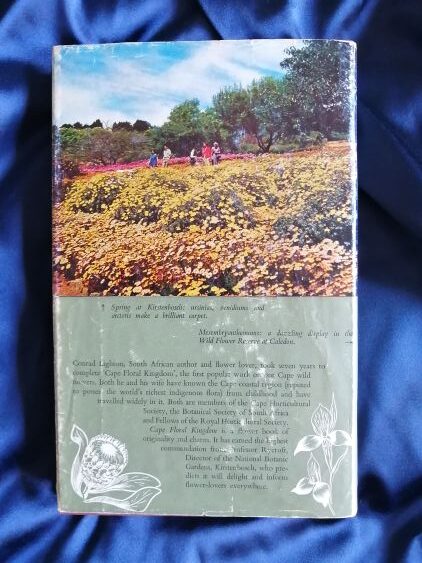 ↑ Spring at Kirstenbosch; ursinias, venidiums and
arctotis make a brilliant carpet.
Mesembryanthemums: a dazzling display in the
Wild Flower Reserve at Caledon. →
Conrad Lighton, South African author and flower lover, took seven years to
complete 'Cape Floral Kingdom', the first popular work on our Cape wild
flowers. Both he and his wife have known the Cape coastal region (reputed
to possess the world's richest indigenous flora) from childhood and have
travelled widely in it. Both are members of the Cape Horticultural
Society, the Botanical Society of South Africa
and Fellows of the Royal Horticultural Society.
Cape Floral Kingdom is a flower book of
originality and charm. It has earned the highest
commendation from Professor Rycroft,
Director of the National Botanic
Gardens, Kirstenbosch, who pre-
dicts it will delight and inform
flower-lovers everywhere.